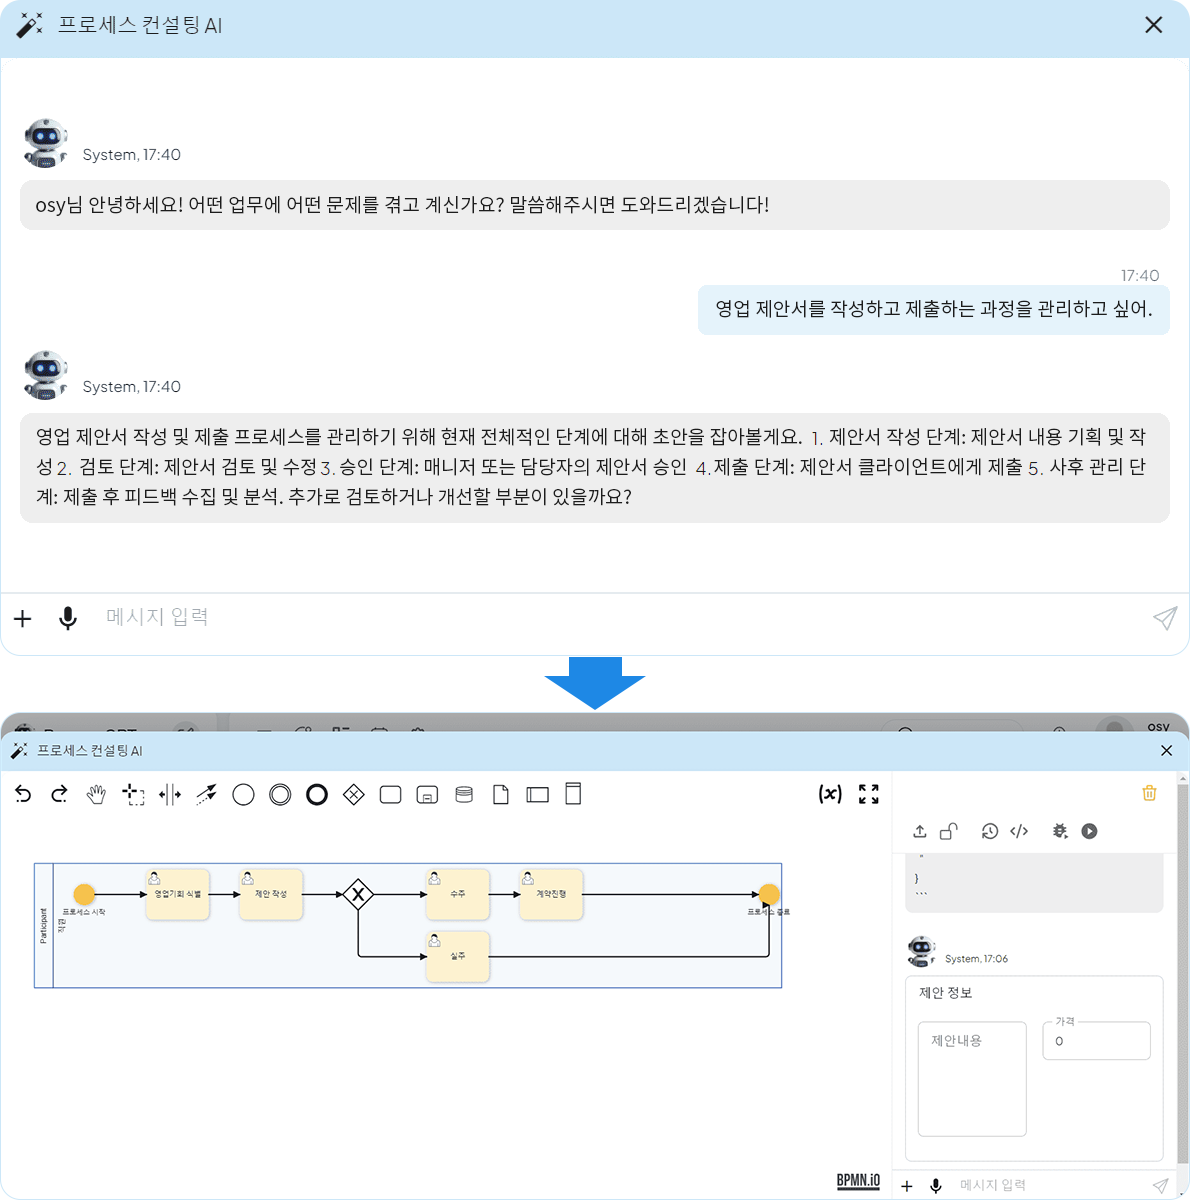 프로세스 컨설팅 AI
System, 17:40
osy님 안녕하세요! 어떤 업무에 어떤 문제를 겪고 계신가요? 말씀해주시면 도와드리겠습니다!
17:40
영업 제안서를 작성하고 제출하는 과정을 관리하고 싶어.
System, 17:40
영업 제안서 작성 및 제출 프로세스를 관리하기 위해 현재 전체적인 단계에 대해 초안을 잡아볼게요. 1. 제안서 작성 단계: 제안서 내용 기획 및 작
성 2. 검토 단계: 제안서 검토 및 수정 3. 승인 단계: 매니저 또는 담당자의 제안서 승인 4. 제출 단계: 제안서 클라이언트에게 제출 5. 사후 관리 단
계: 제출 후 피드백 수집 및 분석. 추가로 검토하거나 개선할 부분이 있을까요?
메시지 입력
osy
프로세스 컨설팅 AI
(x)
Participant
직원
프로세스 시작
영업기회 식별
제안 작성
X
수주
계약진행
실주
프로세스 종료
"
}
```
System, 17:06
제안 정보
제안내용
가격
0
BPMN.iO
메시지 입력